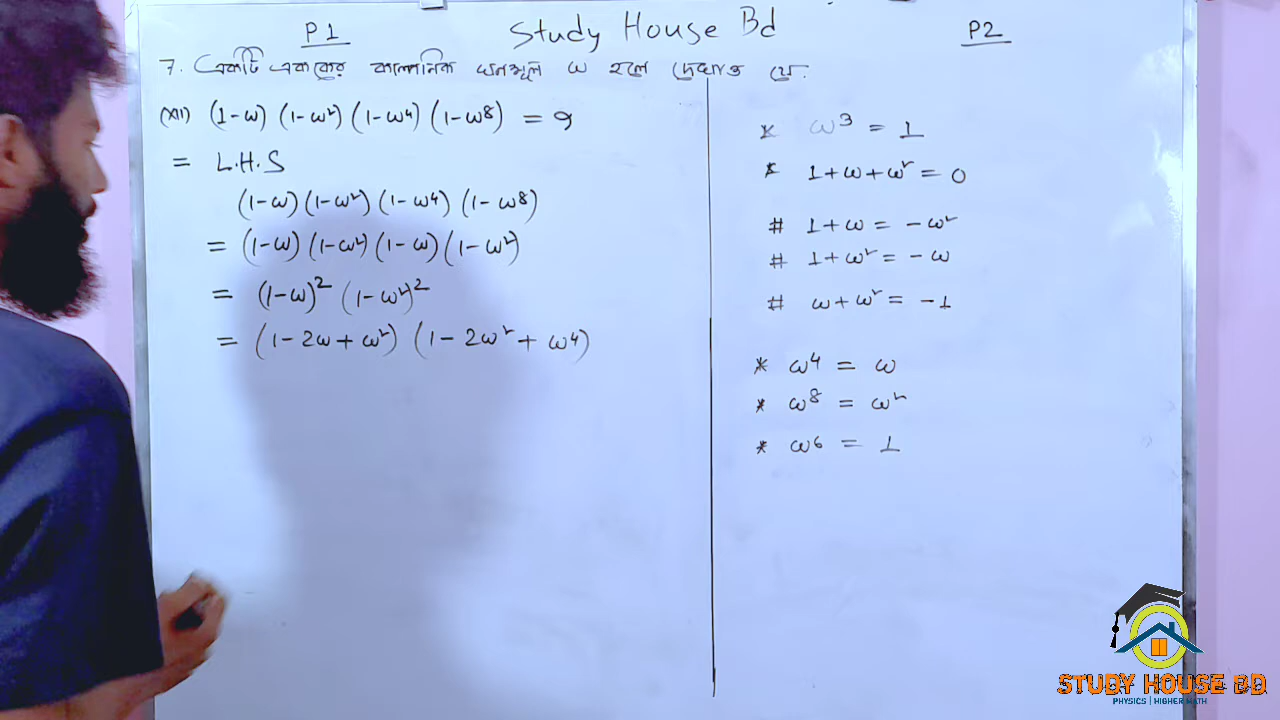 P1
Study House Bd
P2
7. একটি এককের কাল্পনিক ঘনমূল ω হলে দেখাও যে:
(xii) (1-ω) (1-ω²) (1-ω⁴) (1-ω⁸) = 9
= L.H.S
(1-ω) (1-ω²) (1-ω⁴) (1-ω⁸)
= (1-ω) (1-ω²) (1-ω) (1-ω²)
= (1-ω)² (1-ω²)²
= (1-2ω+ω²) (1-2ω²+ω⁴)
* ω³ = 1
* 1+ω+ω² = 0
# 1+ω = -ω²
# 1+ω² = -ω
# ω+ω² = -1
* ω⁴ = ω
* ω⁸ = ω²
* ω⁶ = 1
STUDY HOUSE BD
PHYSICS | HIGHER MATH